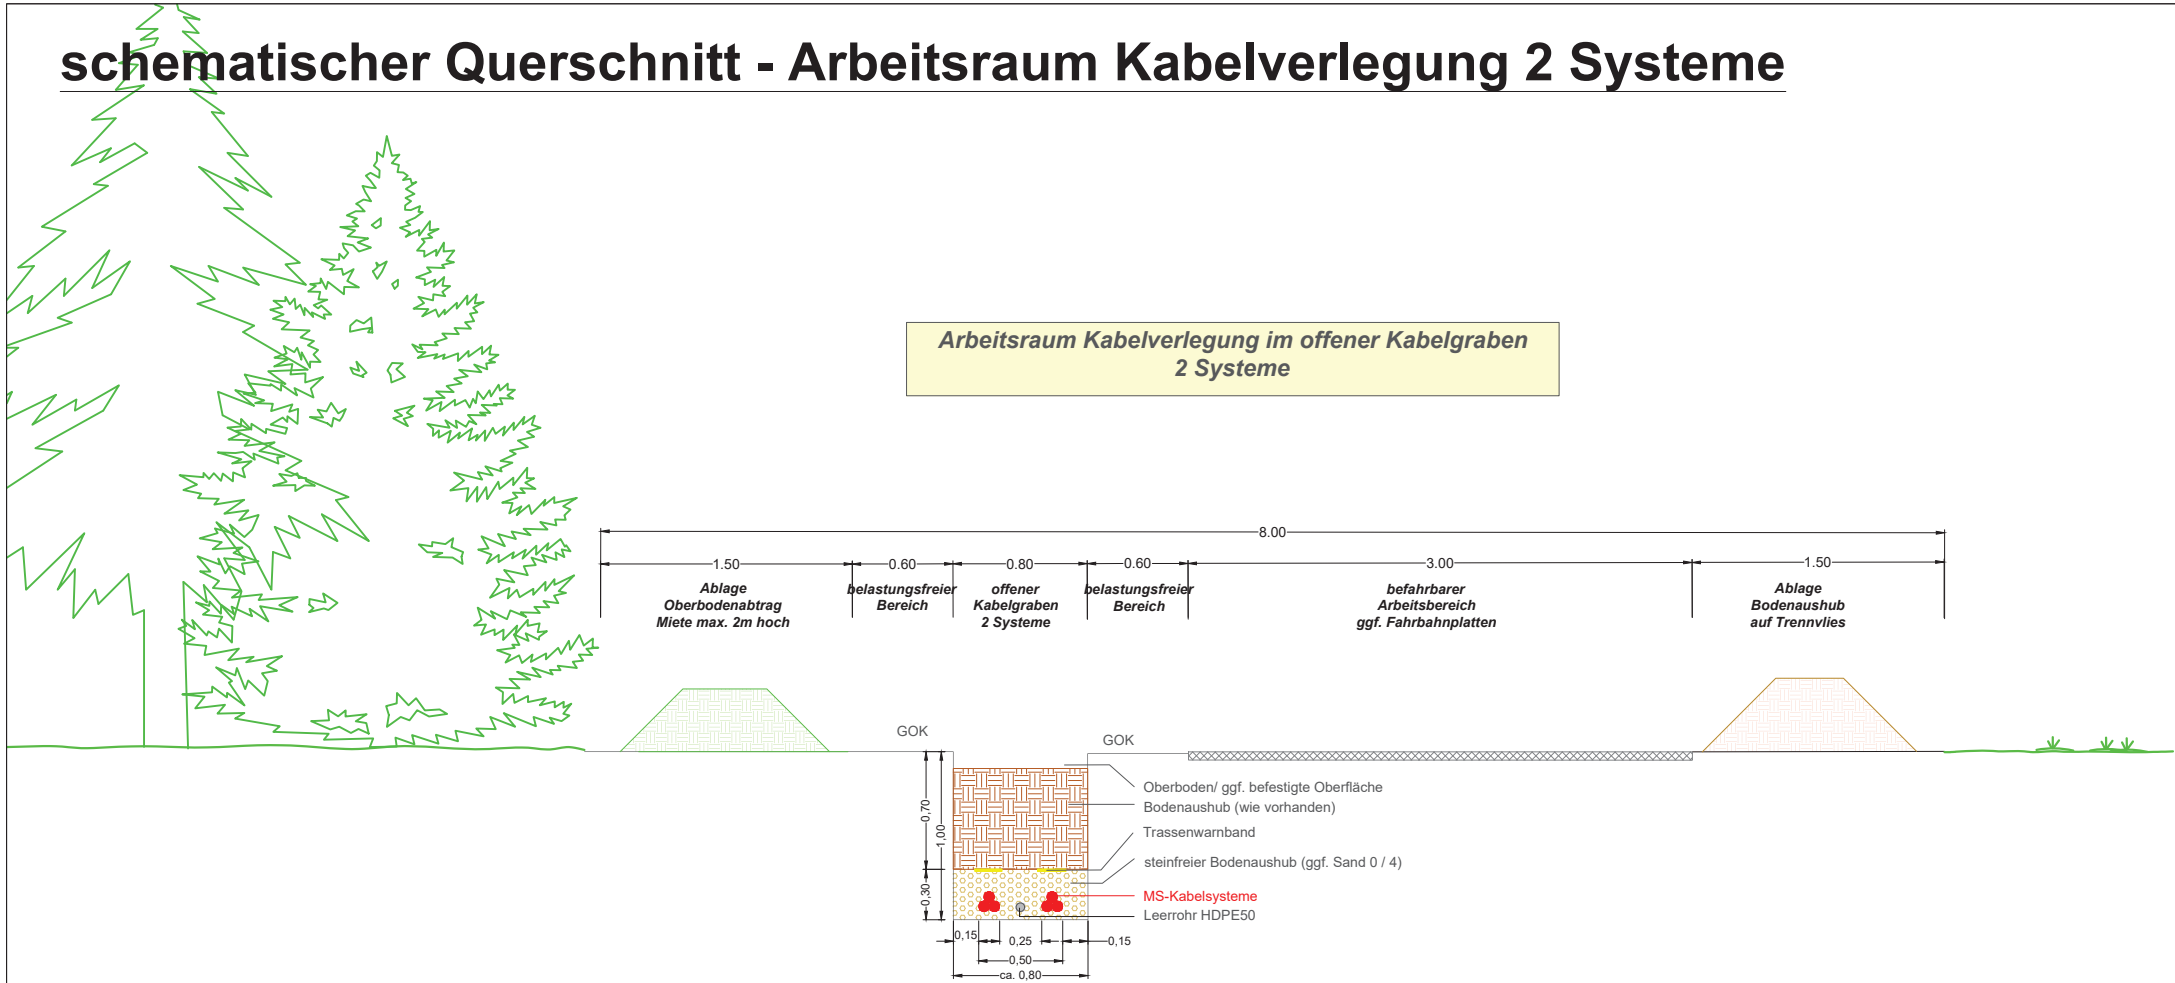 schematischer Querschnitt - Arbeitsraum Kabelverlegung 2 Systeme
Arbeitsraum Kabelverlegung im offener Kabelgraben
2 Systeme
8.00
1.50
0.60
0.80
0.60
3.00
1.50
Ablage
Oberbodenabtrag
Miete max. 2m hoch
belastungsfreier
Bereich
offener
Kabelgraben
2 Systeme
belastungsfreier
Bereich
befahrbarer
Arbeitsbereich
ggf. Fahrbahnplatten
Ablage
Bodenaushub
auf Trennvlies
GOK
GOK
Oberboden/ ggf. befestigte Oberfläche
Bodenaushub (wie vorhanden)
Trassenwarnband
steinfreier Bodenaushub (ggf. Sand 0 / 4)
MS-Kabelsysteme
Leerrohr HDPE50
0,70
1,00
0,30
0,15
0,25
0,15
0,50
ca. 0,80